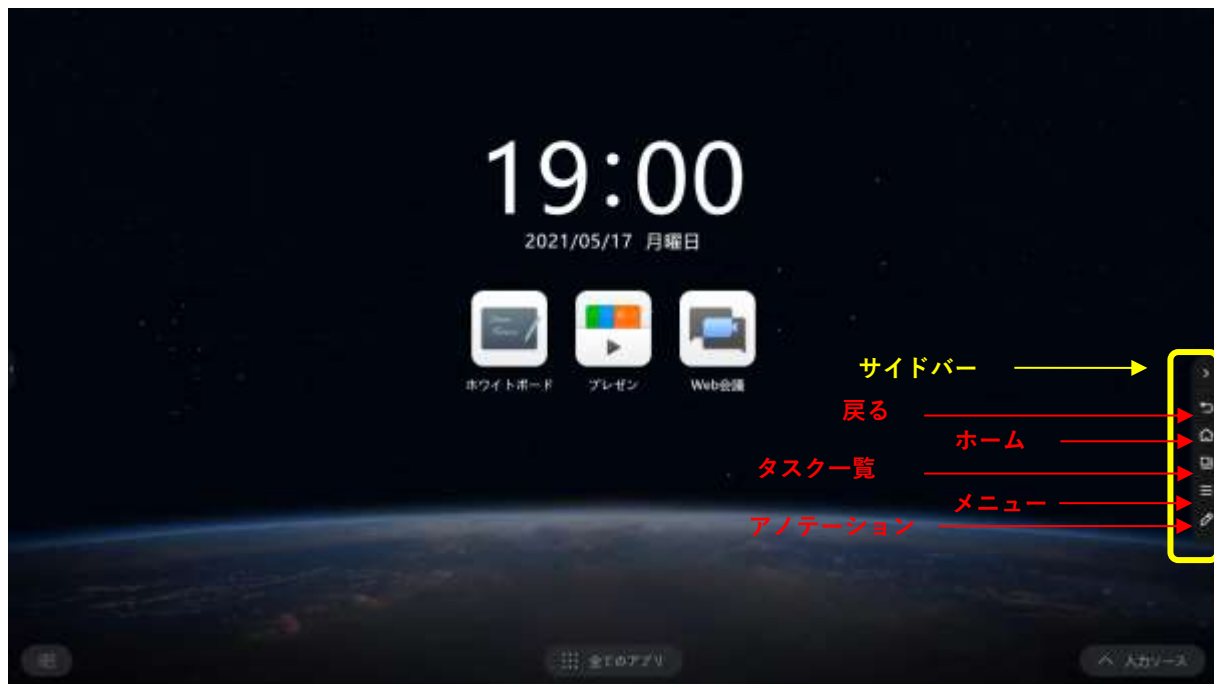 19:00
2021/05/17 月曜日
ホワイトボード
プレゼン
Web会議
サイドバー
戻る
ホーム
タスク一覧
メニュー
アノテーション
全てのアプリ
入力ソース